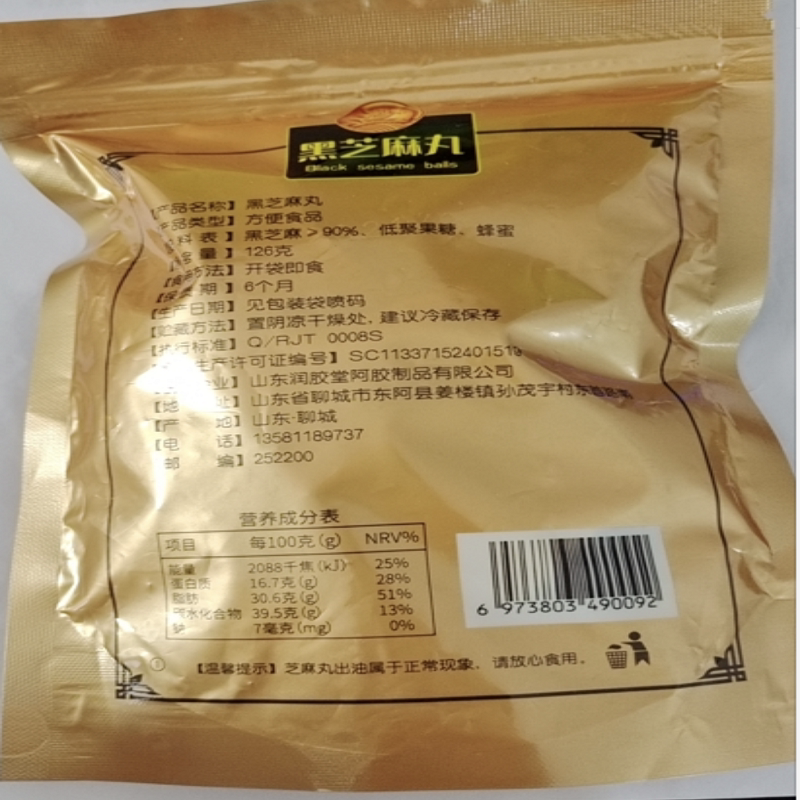 黑芝麻丸
Black sesame balls
产品名称】黑芝麻丸
产品类型】方便食品
料 表】黑芝麻>90%、低聚果糖、蜂蜜
量】126克
方法】开袋即食
【保质期】6个月
【生产日期】见包装袋喷码
【贮藏方法】置阴凉干燥处,建议冷藏保存
【执行标准】Q/RJT 0008S
生产许可证编号】SC11337152401519
业】山东润胶堂阿胶制品有限公司
【地 址】山东省聊城市东阿县姜楼镇孙茂宇村东
【产 地】山东·聊城
【电 话】13581189737
邮 编】252200
营养成分表
项目 每100克(g) NRV%
能量 2088千焦(kJ) 25%
蛋白质 16.7克(g) 28%
脂肪 30.6克(g) 51%
碳水化合物 39.5克(g) 13%
钠 7毫克(mg) 0%
6 973803 490092
【温馨提示】芝麻丸出油属于正常现象,请放心食用。